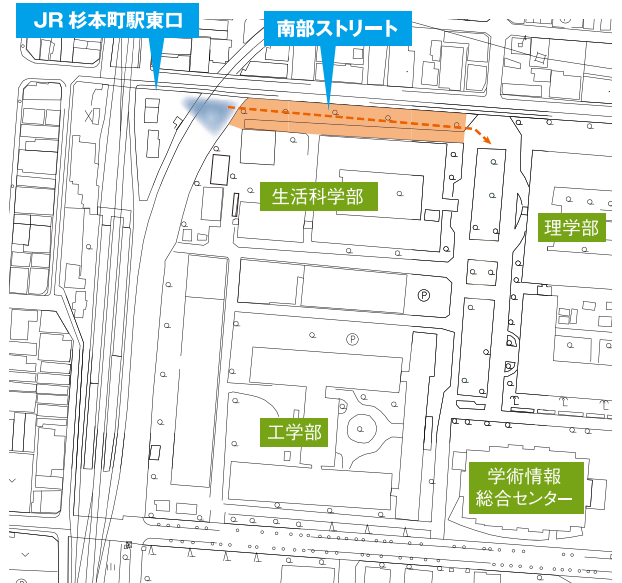 JR 杉本町駅東口
南部ストリート
生活科学部
理学部
P
P
工学部
学術情報
総合センター